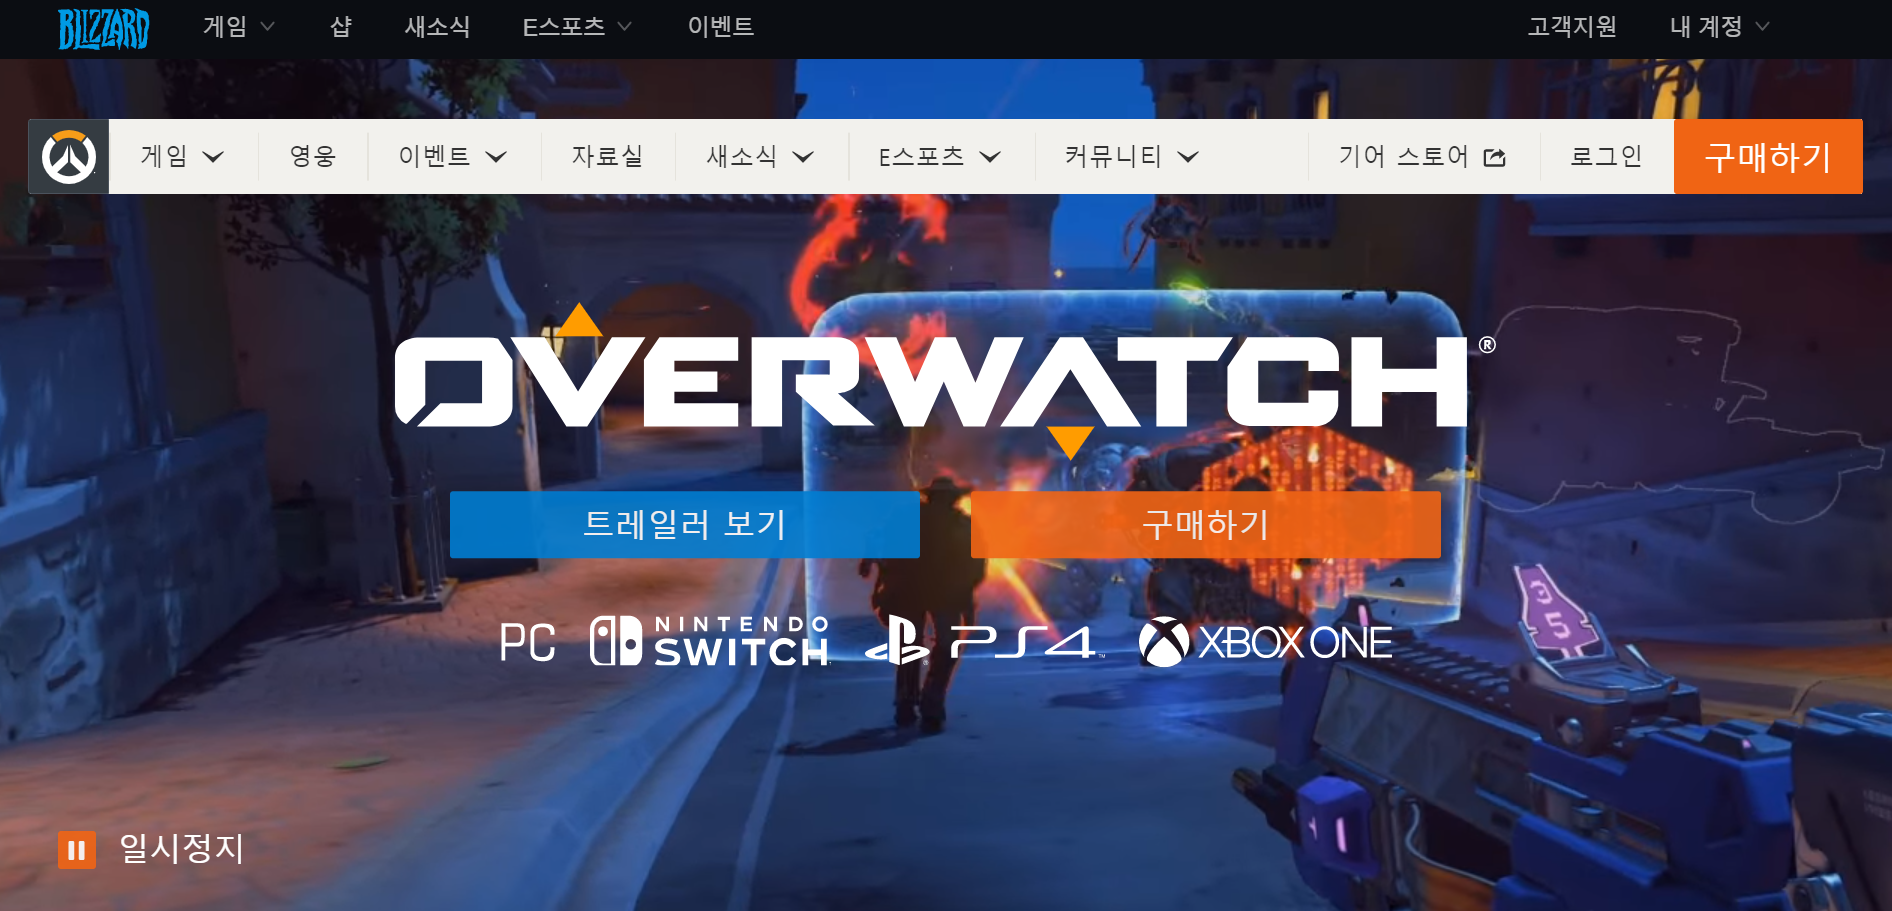 BLIZZARD 게임 샵 새소식 E스포츠 이벤트 고객지원 내 계정
게임 영웅 이벤트 자료실 새소식 E스포츠 커뮤니티 기어 스토어 로그인 구매하기
OVERWATCH®
트레일러 보기 구매하기
PC NINTENDO SWITCH PS4™ XBOX ONE
일시정지